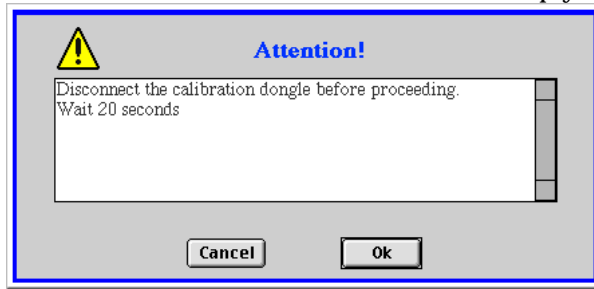 Attention!
Disconnect the calibration dongle before proceeding.
Wait 20 seconds
Cancel
Ok